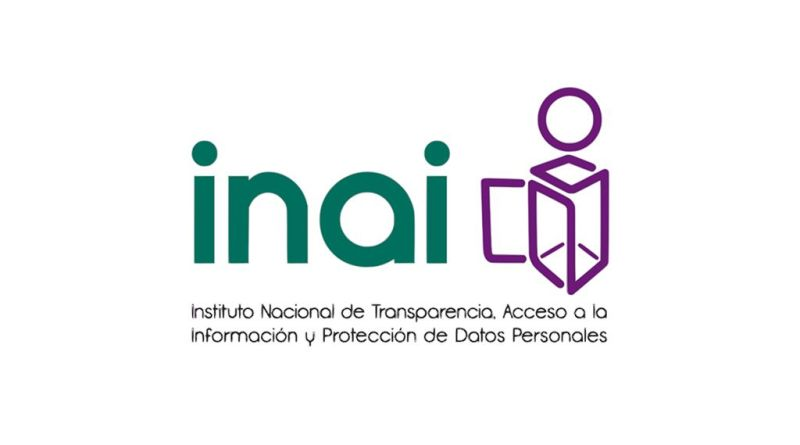 inai
Instituto Nacional de Transparencia, Acceso a la
Información y Protección de Datos Personales